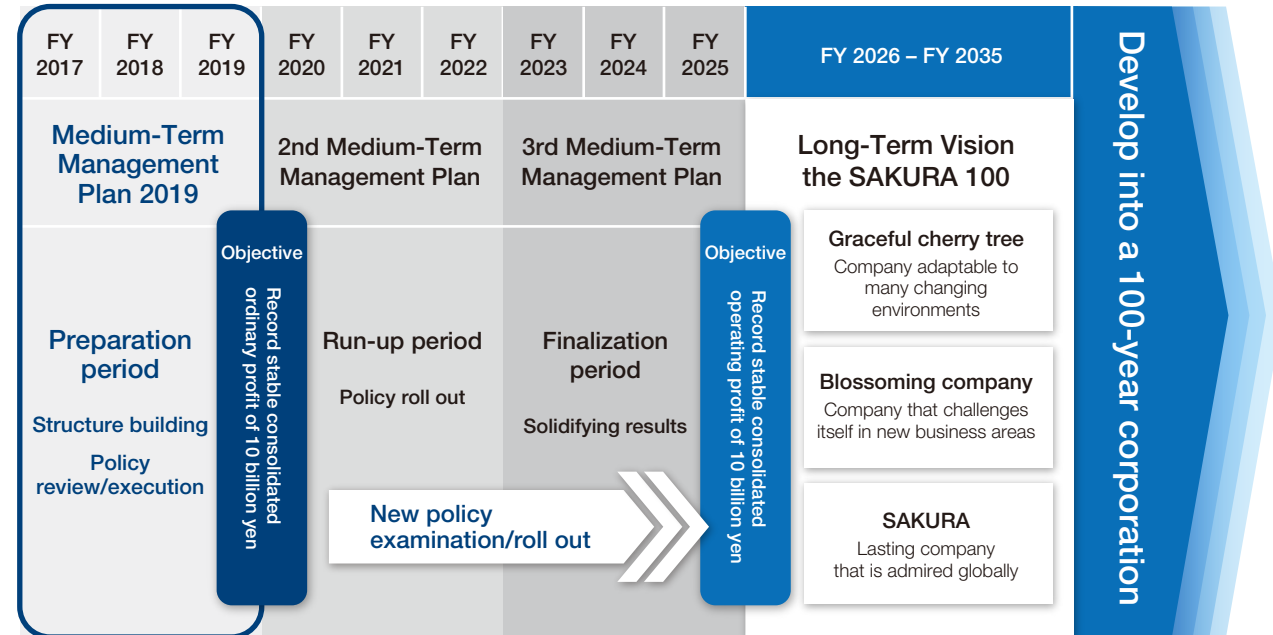 FY
2017
FY
2018
FY
2019
FY
2020
FY
2021
FY
2022
FY
2023
FY
2024
FY
2025
FY 2026 – FY 2035
Medium-Term
Management
Plan 2019
2nd Medium-Term
Management Plan
3rd Medium-Term
Management Plan
Long-Term Vision
the SAKURA 100
Preparation
period
Structure building
Policy
review/execution
Objective
Record stable consolidated
ordinary profit of 10 billion yen
Run-up period
Policy roll out
Finalization
period
Solidifying results
New policy
examination/roll out
Objective
Record stable consolidated
operating profit of 10 billion yen
Graceful cherry tree
Company adaptable to
many changing
environments
Blossoming company
Company that challenges
itself in new business areas
SAKURA
Lasting company
that is admired globally
Develop into a 100-year corporation